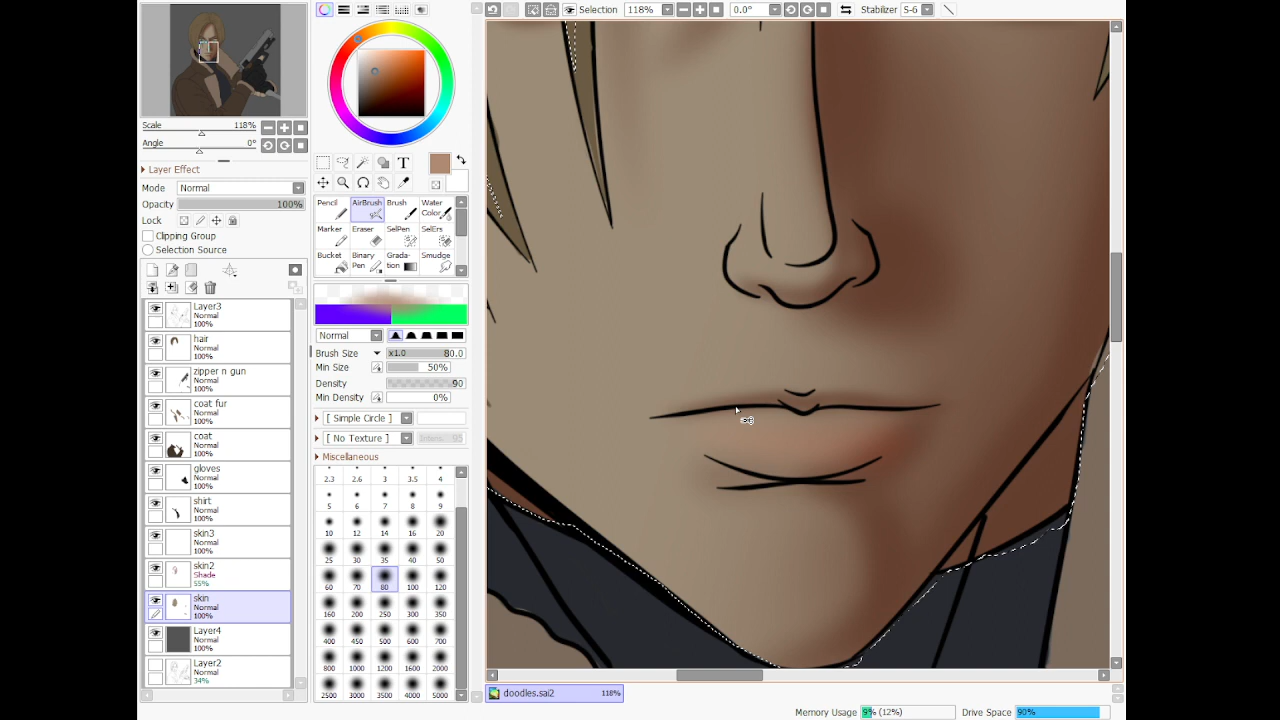 Selection 118% 0.0° Stabilizer S-6
Scale 118%
Angle 0°
Layer Effect
Mode Normal
Opacity 100%
Lock
Clipping Group
Selection Source
Layer3
Normal
100%
hair
Normal
100%
zipper n gun
Normal
100%
coat fur
Normal
100%
coat
Normal
100%
gloves
Normal
100%
shirt
Normal
100%
skin3
Normal
100%
skin2
Shade
55%
skin
Normal
100%
Layer4
Normal
100%
Layer2
Normal
34%
T
Pencil AirBrush Brush Water Color
Marker Eraser SelPen SelErs
Bucket Binary Pen Grada-tion Smudge
Normal
Brush Size x1.0 80.0
Min Size 50%
Density 90
Min Density 0%
[ Simple Circle ]
[ No Texture ] Intens. 95
Miscellaneous
2.3 2.6 3 3.5 4
5 6 7 8 9
10 12 14 16 20
25 30 35 40 50
60 70 80 100 120
160 200 250 300 350
400 450 500 600 700
800 1000 1200 1600 2000
2500 3000 3500 4000 5000
doodles.sai2 118%
Memory Usage 9% (12%) Drive Space 90%